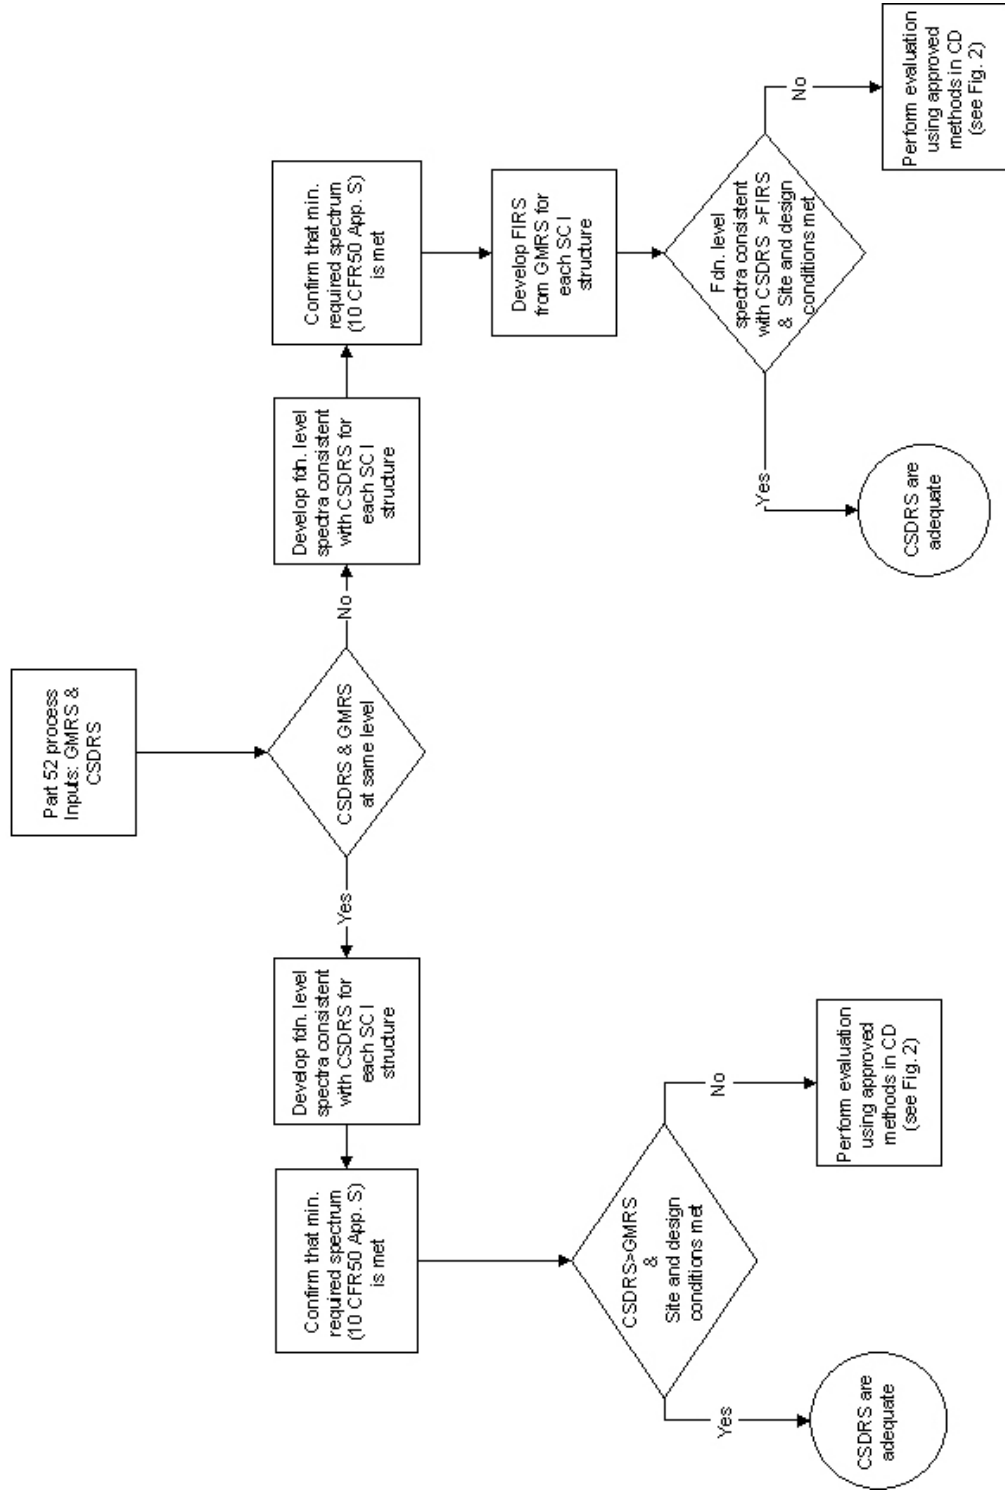 Part 52 process
Inputs: GMRS &
CSDRS
CSDRS & GMRS
at same level
Yes
No
Develop fdn. level
spectra consistent
with CSDRS for
each SC I
structure
Confirm that min.
required spectrum
(10 CFR50 App. S)
is met
CSDRS>GMRS
&
Site and design
conditions met
Yes
No
CSDRS are
adequate
Perform evaluation
using approved
methods in CD
(see Fig. 2)
Develop fdn. level
spectra consistent
with CSDRS for
each SC I
structure
Confirm that min.
required spectrum
(10 CFR50 App. S)
is met
Develop FIRS
from GMRS for
each SC I
structure
Fdn. level
spectra consistent
with CSDRS >FIRS
& Site and design
conditions met
Yes
No
CSDRS are
adequate
Perform evaluation
using approved
methods in CD
(see Fig. 2)